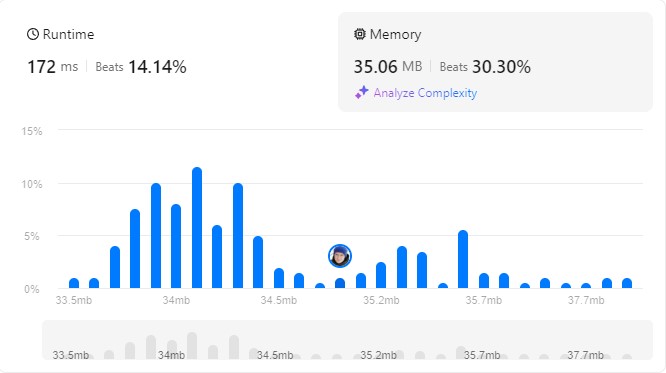 Runtime
Memory
172 ms | Beats 14.14%
35.06 MB | Beats 30.30%
Analyze Complexity
15%
10%
5%
0%
33.5mb 34mb 34.5mb 35.2mb 35.7mb 37.7mb
33.5mb 34mb 34.5mb 35.2mb 35.7mb 37.7mb